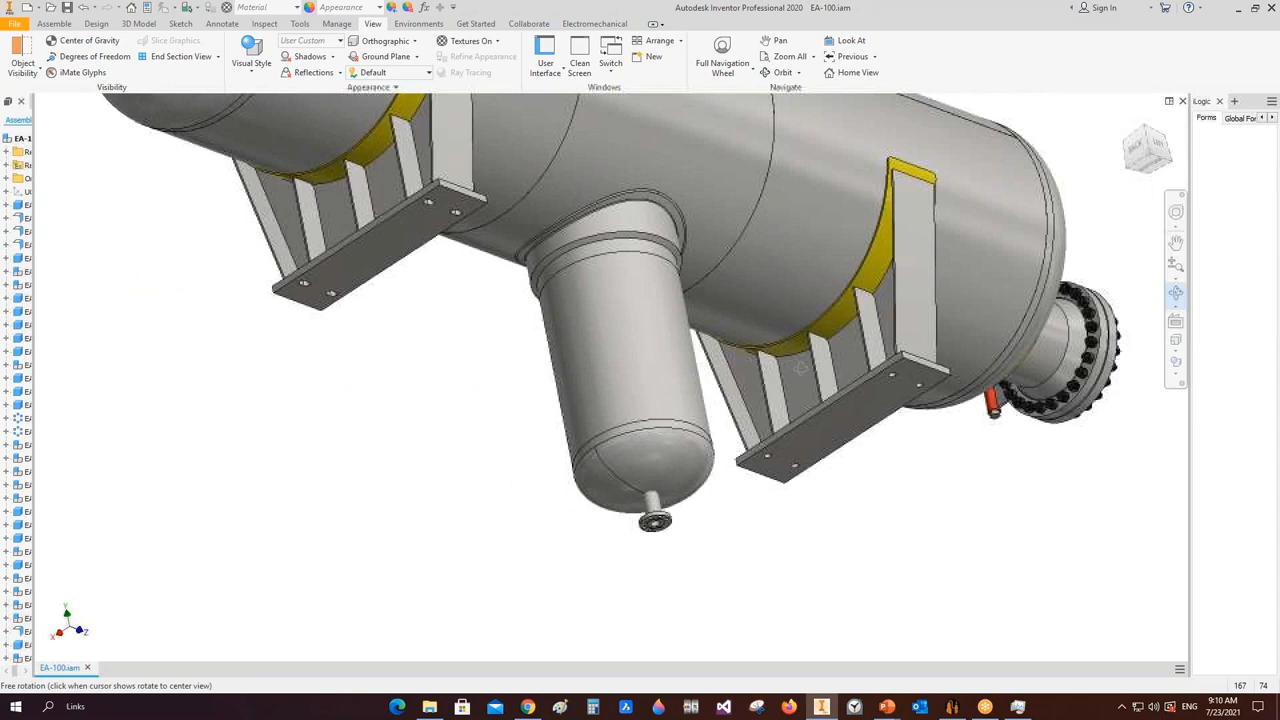 Material
Appearance
Autodesk Inventor Professional 2020 EA-100.iam
Sign In
File
Assemble
Design
3D Model
Sketch
Annotate
Inspect
Tools
Manage
View
Environments
Get Started
Collaborate
Electromechanical
Object
Visibility
Center of Gravity
Degrees of Freedom
iMate Glyphs
Slice Graphics
End Section View
Visibility
Visual Style
User Custom
Shadows
Reflections
Orthographic
Ground Plane
Default
Textures On
Refine Appearance
Ray Tracing
Appearance
User
Interface
Clean
Screen
Switch
Arrange
New
Windows
Full Navigation
Wheel
Pan
Zoom All
Orbit
Look At
Previous
Home View
Navigate
Assembl
EA-1
iLogic
Forms
Global For
BACK
Y
X
Z
EA-100.iam
Free rotation (click when cursor shows rotate to center view)
167 74
Links
ENG
9:10 AM
7/23/2021